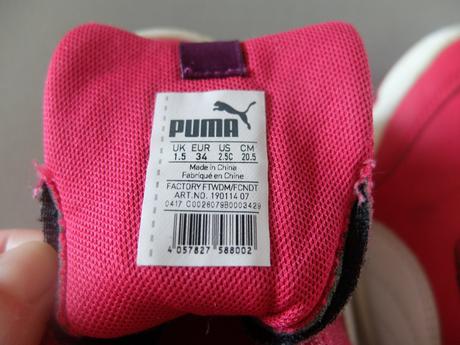 PUMA
UK EUR US CM
1.5 34 2.5C 20.5
Made in China
Fabriqué en Chine
FACTORY FTWDM/FCNDT
ART.NO. 190114 07
0417 C0026079B0003429
4 057827 588002